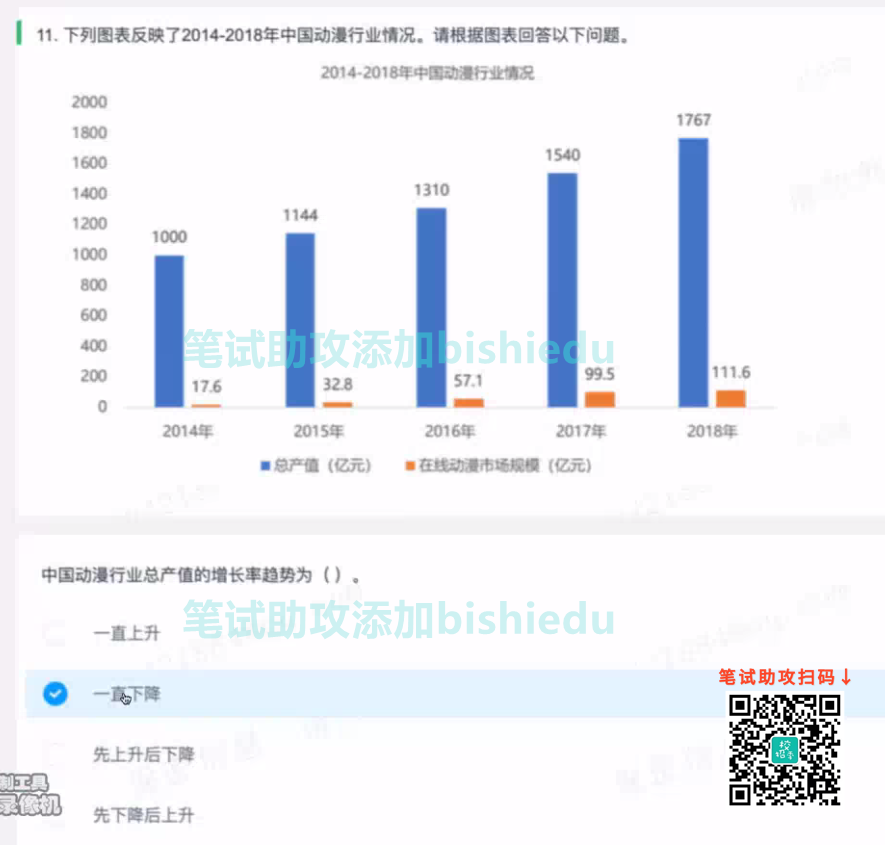 11. 下列图表反映了2014-2018年中国动漫行业情况。请根据图表回答以下问题。
2014-2018年中国动漫行业情况
2000
1800
1600
1400
1200
1000
800
600
400
200
0
1000
17.6
1144
32.8
1310
57.1
1540
99.5
1767
111.6
笔试助攻添加bishiedu
2014年 2015年 2016年 2017年 2018年
总产值（亿元） 在线动漫市场规模（亿元）
中国动漫行业总产值的增长率趋势为（ ）。
笔试助攻添加bishiedu
一直上升
一直下降
笔试助攻扫码↓
先上升后下降
制工具
录像机
先下降后上升